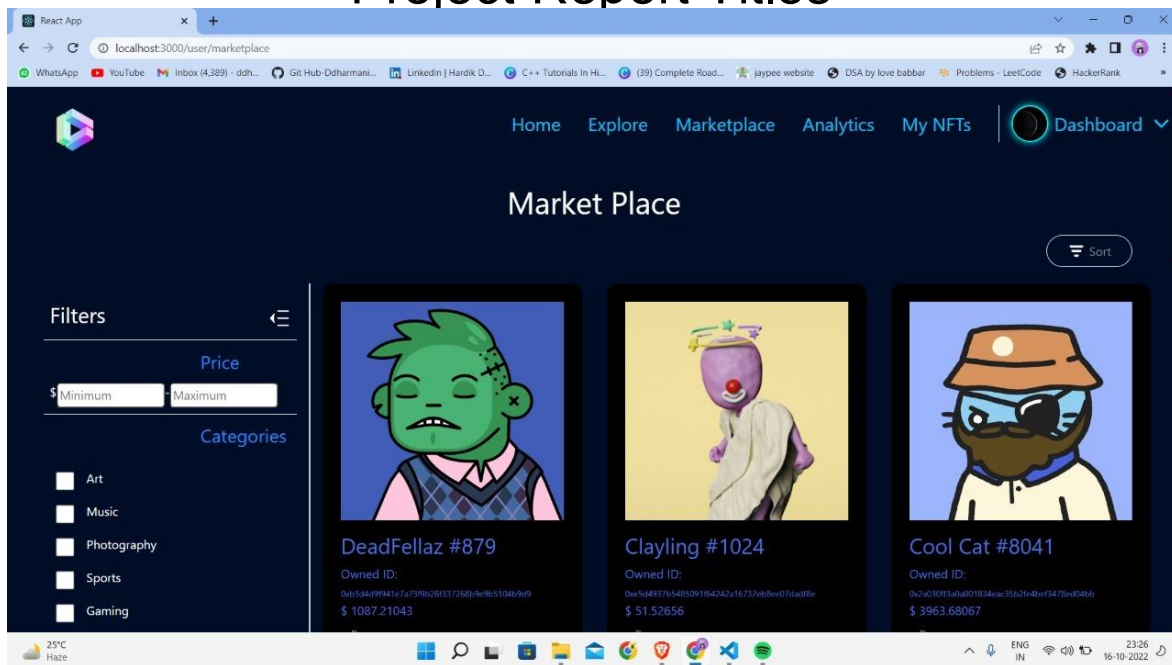 Project Report Titles
React App
localhost:3000/user/marketplace
WhatsApp YouTube Inbox (4,389) - ddh... Git Hub-Ddharmani... LinkedIn | Hardik D... C++ Tutorials In Hi... (39) Complete Road... jaypee website DSA by love babbar Problems - LeetCode HackerRank »
Home Explore Marketplace Analytics My NFTs Dashboard
Market Place
Sort
Filters
Price
$ Minimum - Maximum
Categories
Art
Music
Photography
Sports
Gaming
DeadFellaz #879
Owned ID:
$ 1087.21043
Clayling #1024
Owned ID:
$ 51.52656
Cool Cat #8041
Owned ID:
$ 3963.68067
25°C
Haze
ENG
IN
23:26
16-10-2022